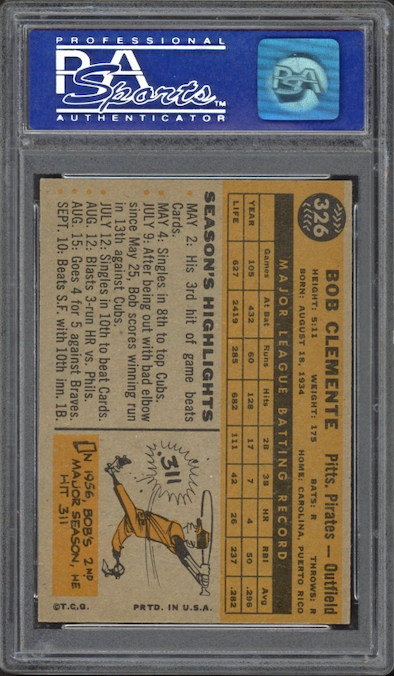 PROFESSIONAL
PSA
Sports™
AUTHENTICATOR
PSA
326
BOB CLEMENTE Pitts. Pirates — Outfield
HEIGHT: 5:11 WEIGHT: 175 BATS: R THROWS: R
BORN: AUGUST 18, 1934 HOME: CAROLINA, PUERTO RICO
MAJOR LEAGUE BATTING RECORD
Games At Bat Runs Hits 2B 3B HR RBI Avg
YEAR 105 432 60 128 17 7 4 50 .296
LIFE 627 2419 285 682 111 42 26 237 .282
SEASON'S HIGHLIGHTS
• MAY 2: His 3rd hit of game beats
Cards.
• MAY 4: Singles in 8th to top Cubs.
• JULY 9: After being out with bad elbow
since May 25, Bob scores winning run
in 13th against Cubs.
• JULY 12: Singles in 10th to beat Cards.
• AUG. 12: Blasts 3-run HR vs. Phils.
• AUG. 15: Goes 4 for 5 against Braves.
• SEPT. 10: Beats S.F. with 10th inn. 1B.
.311
IN 1956, BOB'S 2ND
MAJOR SEASON, HE
HIT .311
©T.C.G. PRTD. IN U.S.A.